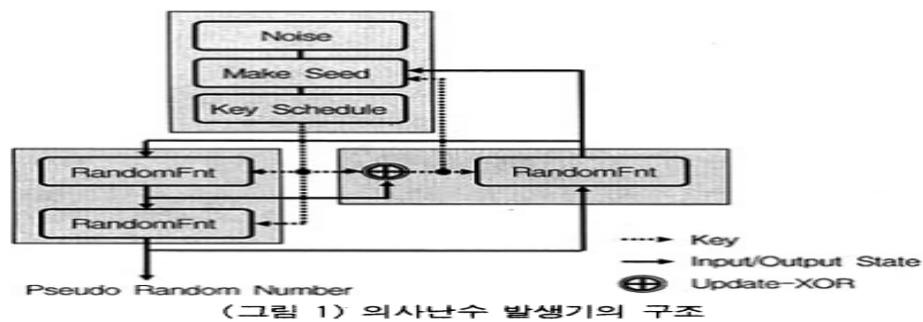 Noise
Make Seed
Key Schedule
RandomFnt
RandomFnt
RandomFnt
Key
Input/Output State
Update-XOR
Pseudo Random Number
(그림 1) 의사난수 발생기의 구조